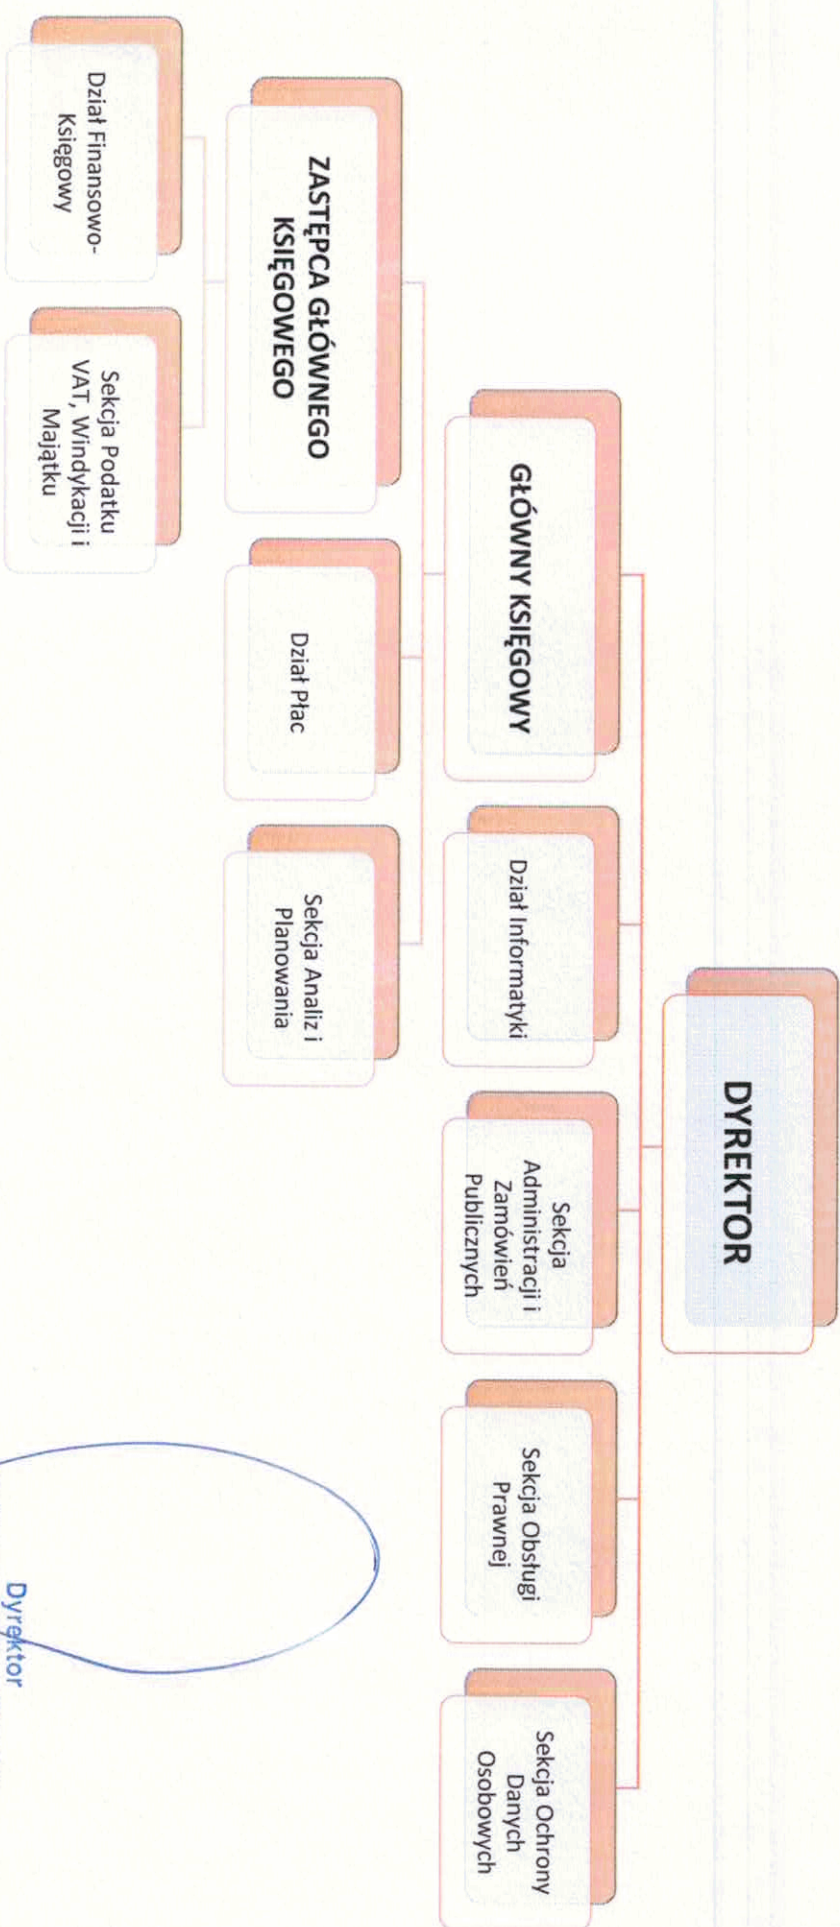 DYREKTOR
GŁÓWNY KSIĘGOWY
Dział Informatyki
Sekcja
Administracji i
Zamówień
Publicznych
Sekcja Obsługi
Prawnej
Sekcja Ochrony
Danych
Osobowych
ZASTĘPCA GŁÓWNEGO
KSIĘGOWEGO
Dział Płac
Sekcja Analiz i
Planowania
Dział Finansowo-
Księgowy
Sekcja Podatku
VAT, Windykacji i
Majątku
Dyrektor